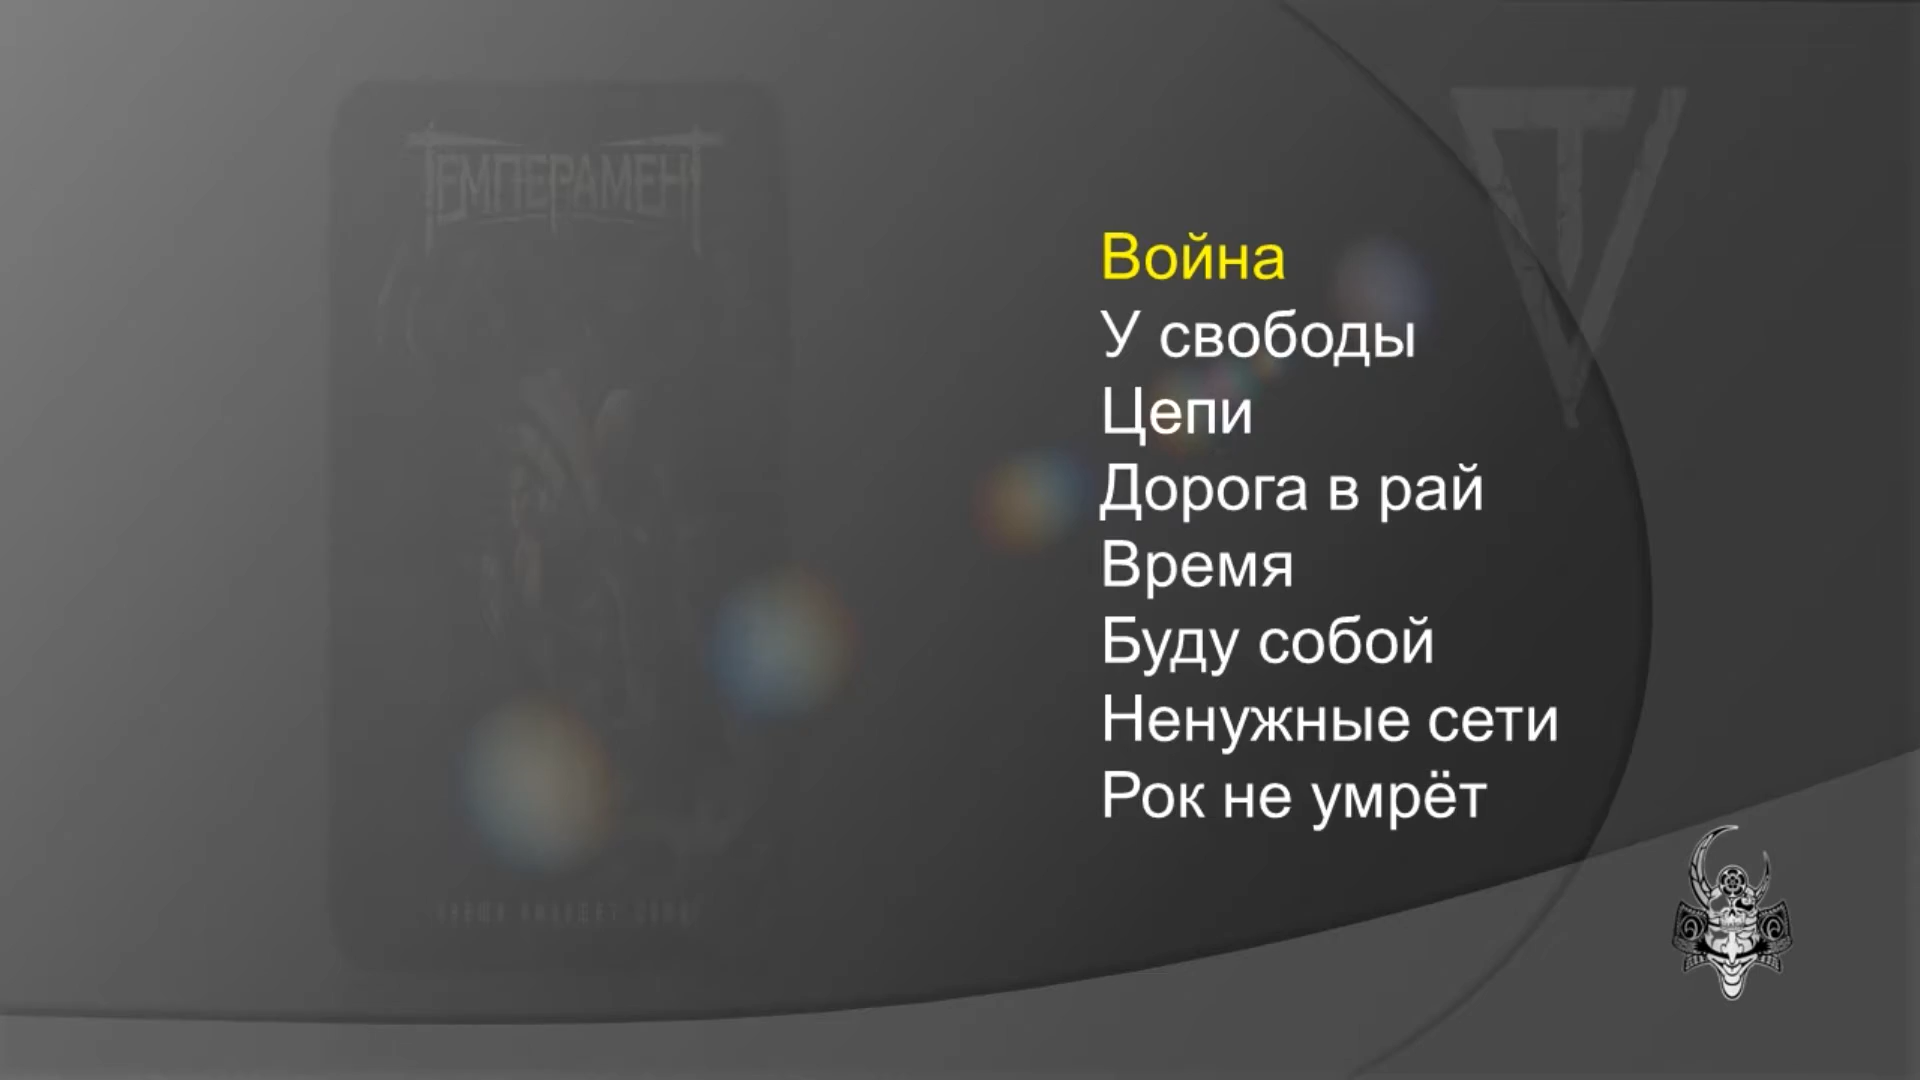 ТЕМПЕРАМЕНТ
Война
У свободы
Цепи
Дорога в рай
Время
Буду собой
Ненужные сети
Рок не умрёт